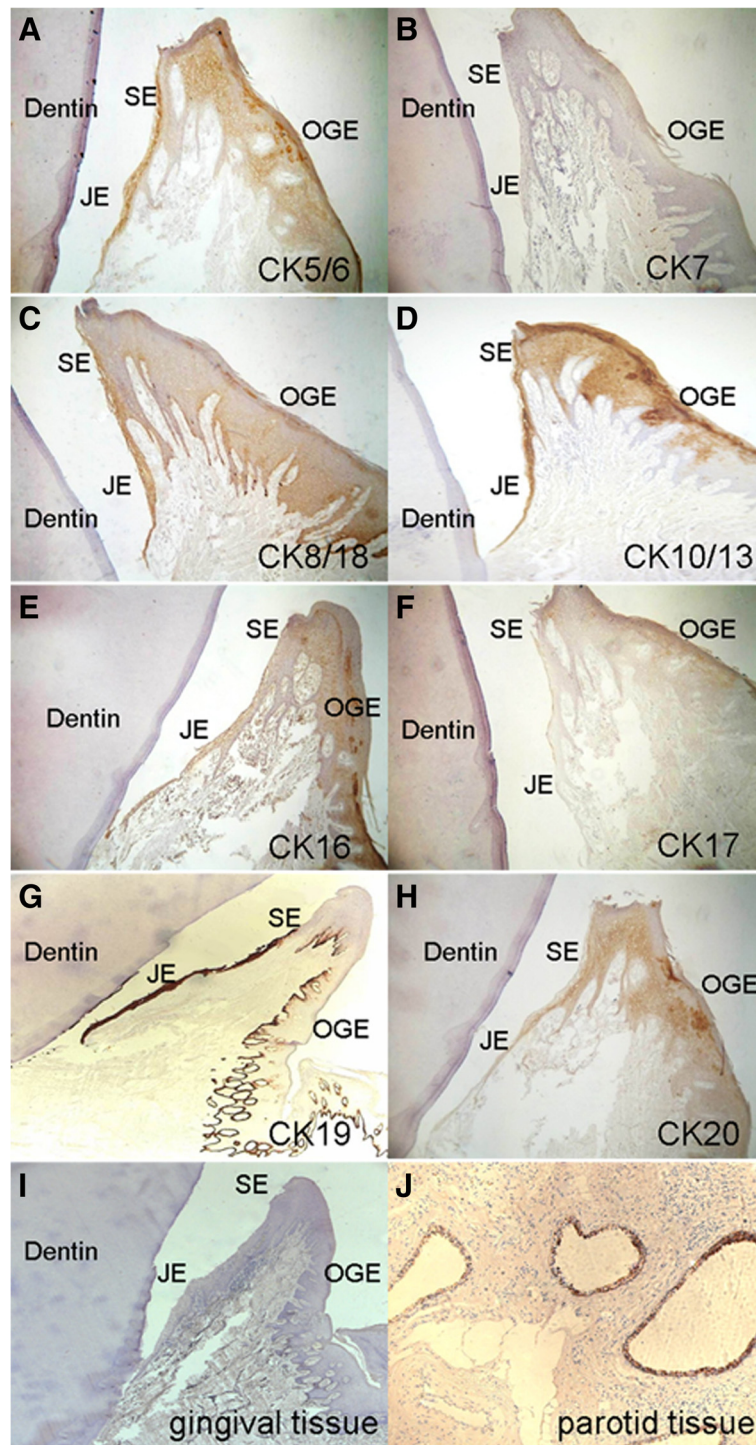 A
Dentin
SE
OGE
JE
CK5/6
B
SE
Dentin
OGE
JE
CK7
C
SE
OGE
JE
Dentin
CK8/18
D
SE
OGE
JE
Dentin
CK10/13
E
SE
Dentin
OGE
JE
CK16
F
SE
OGE
Dentin
JE
CK17
G
SE
Dentin
JE
OGE
CK19
H
SE
Dentin
OGE
JE
CK20
I
SE
Dentin
JE
OGE
gingival tissue
J
parotid tissue